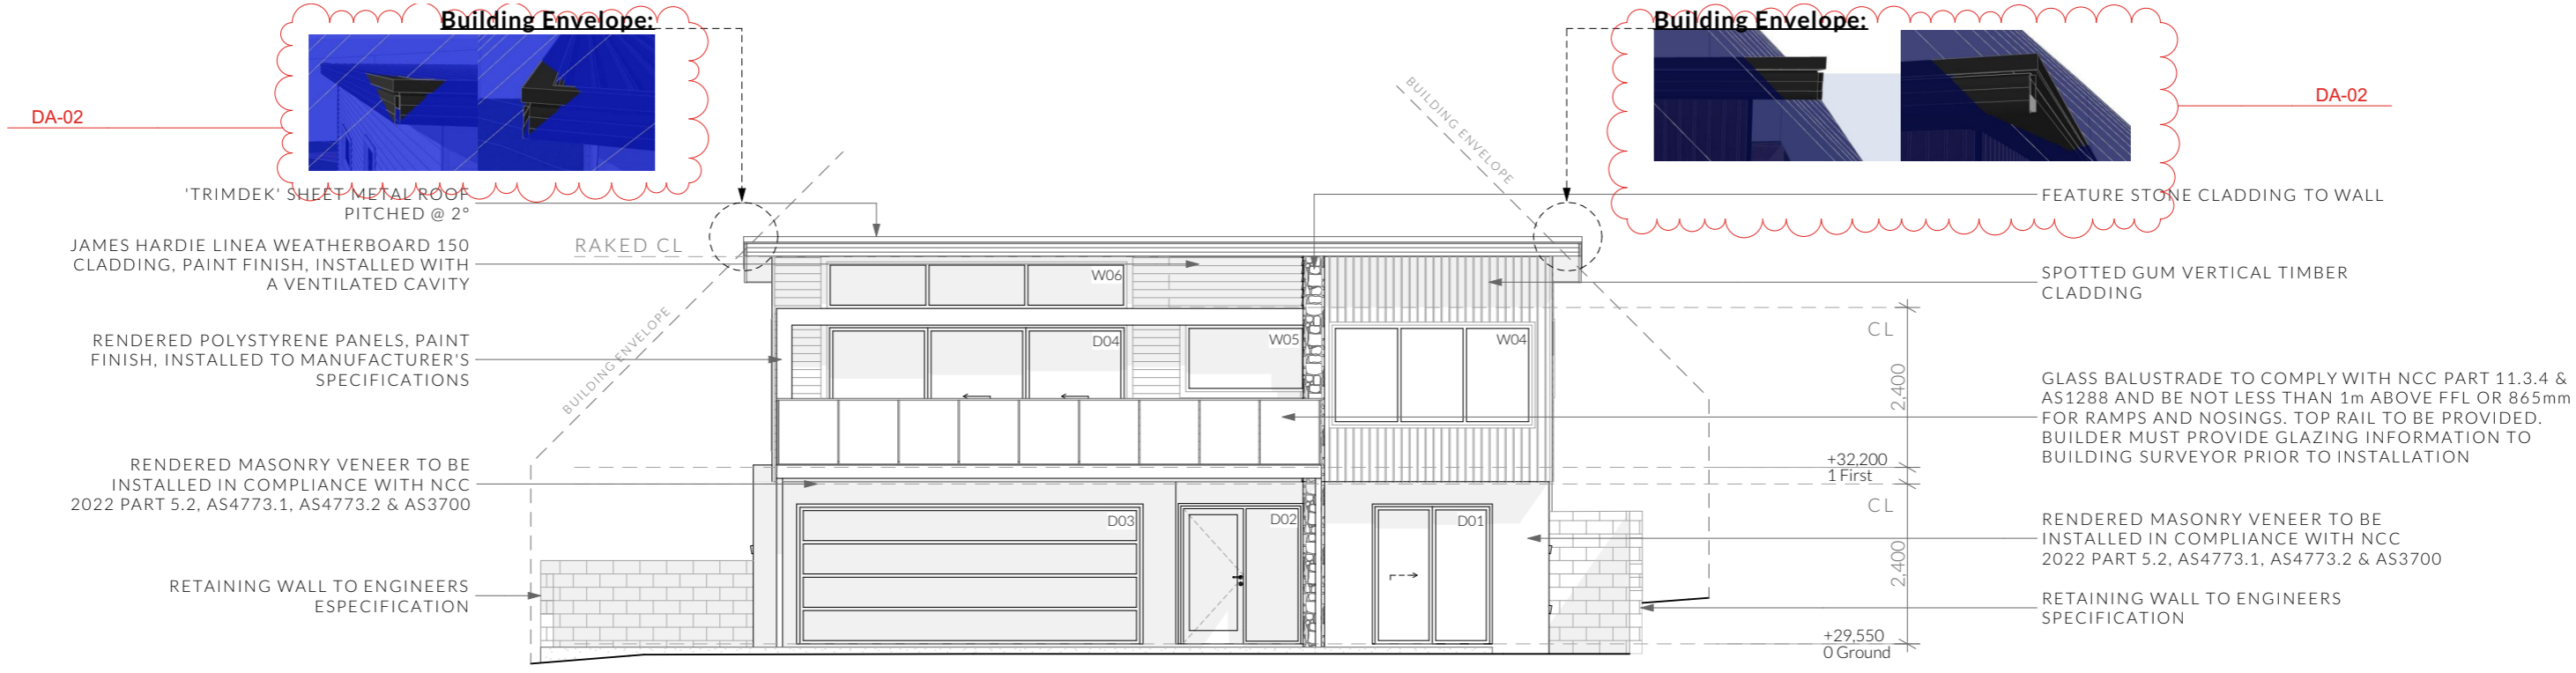 Building Envelope:
Building Envelope:
DA-02
DA-02
'TRIMDEK' SHEET METAL ROOF
PITCHED @ 2°
JAMES HARDIE LINEA WEATHERBOARD 150
CLADDING, PAINT FINISH, INSTALLED WITH
A VENTILATED CAVITY
RENDERED POLYSTYRENE PANELS, PAINT
FINISH, INSTALLED TO MANUFACTURER'S
SPECIFICATIONS
RENDERED MASONRY VENEER TO BE
INSTALLED IN COMPLIANCE WITH NCC
2022 PART 5.2, AS4773.1, AS4773.2 & AS3700
RETAINING WALL TO ENGINEERS
ESPECIFICATION
RAKED CL
BUILDING ENVELOPE
BUILDING ENVELOPE
W06
D04
W05
W04
D03
D02
D01
CL
2,400
+32,200
1 First
CL
2,400
+29,550
0 Ground
FEATURE STONE CLADDING TO WALL
SPOTTED GUM VERTICAL TIMBER
CLADDING
GLASS BALUSTRADE TO COMPLY WITH NCC PART 11.3.4 &
AS1288 AND BE NOT LESS THAN 1m ABOVE FFL OR 865mm
FOR RAMPS AND NOSINGS. TOP RAIL TO BE PROVIDED.
BUILDER MUST PROVIDE GLAZING INFORMATION TO
BUILDING SURVEYOR PRIOR TO INSTALLATION
RENDERED MASONRY VENEER TO BE
INSTALLED IN COMPLIANCE WITH NCC
2022 PART 5.2, AS4773.1, AS4773.2 & AS3700
RETAINING WALL TO ENGINEERS
SPECIFICATION